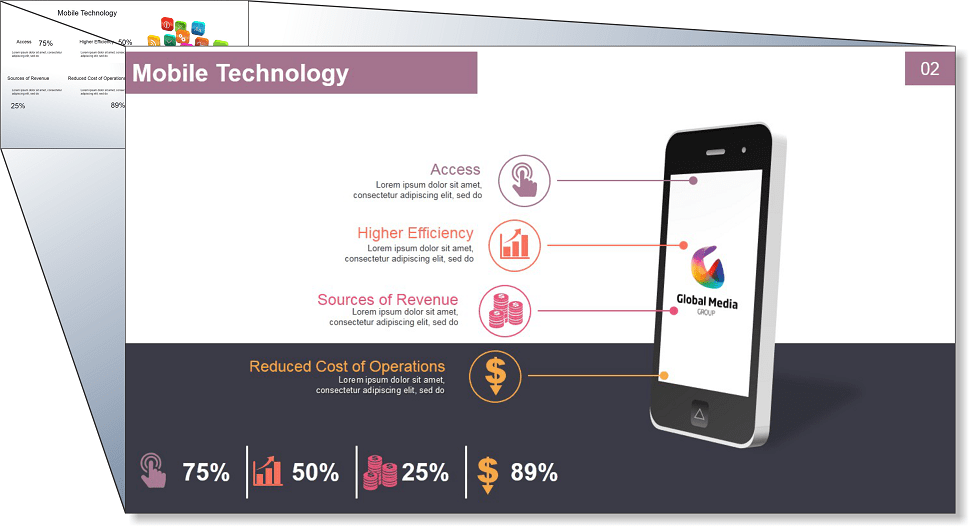 Mobile Technology
Access 75%
Higher Efficiency 50%
Lorem ipsum dolor sit amet, consectetur
adipiscing elit, sed do
Lorem ipsum dolor sit amet, cons
adipiscing elit, sed do
Sources of Revenue
Reduced Cost of Operations
Lorem ipsum dolor sit amet, consectetur
adipiscing elit, sed do
Lorem ipsum dolor sit amet, cons
adipiscing elit, sed do
25%
89%
Mobile Technology
02
Access
Lorem ipsum dolor sit amet,
consectetur adipiscing elit, sed do
Higher Efficiency
Lorem ipsum dolor sit amet,
consectetur adipiscing elit, sed do
Sources of Revenue
Lorem ipsum dolor sit amet,
consectetur adipiscing elit, sed do
Reduced Cost of Operations
Lorem ipsum dolor sit amet,
consectetur adipiscing elit, sed do
Global Media
GROUP
75% 50% 25% 89%